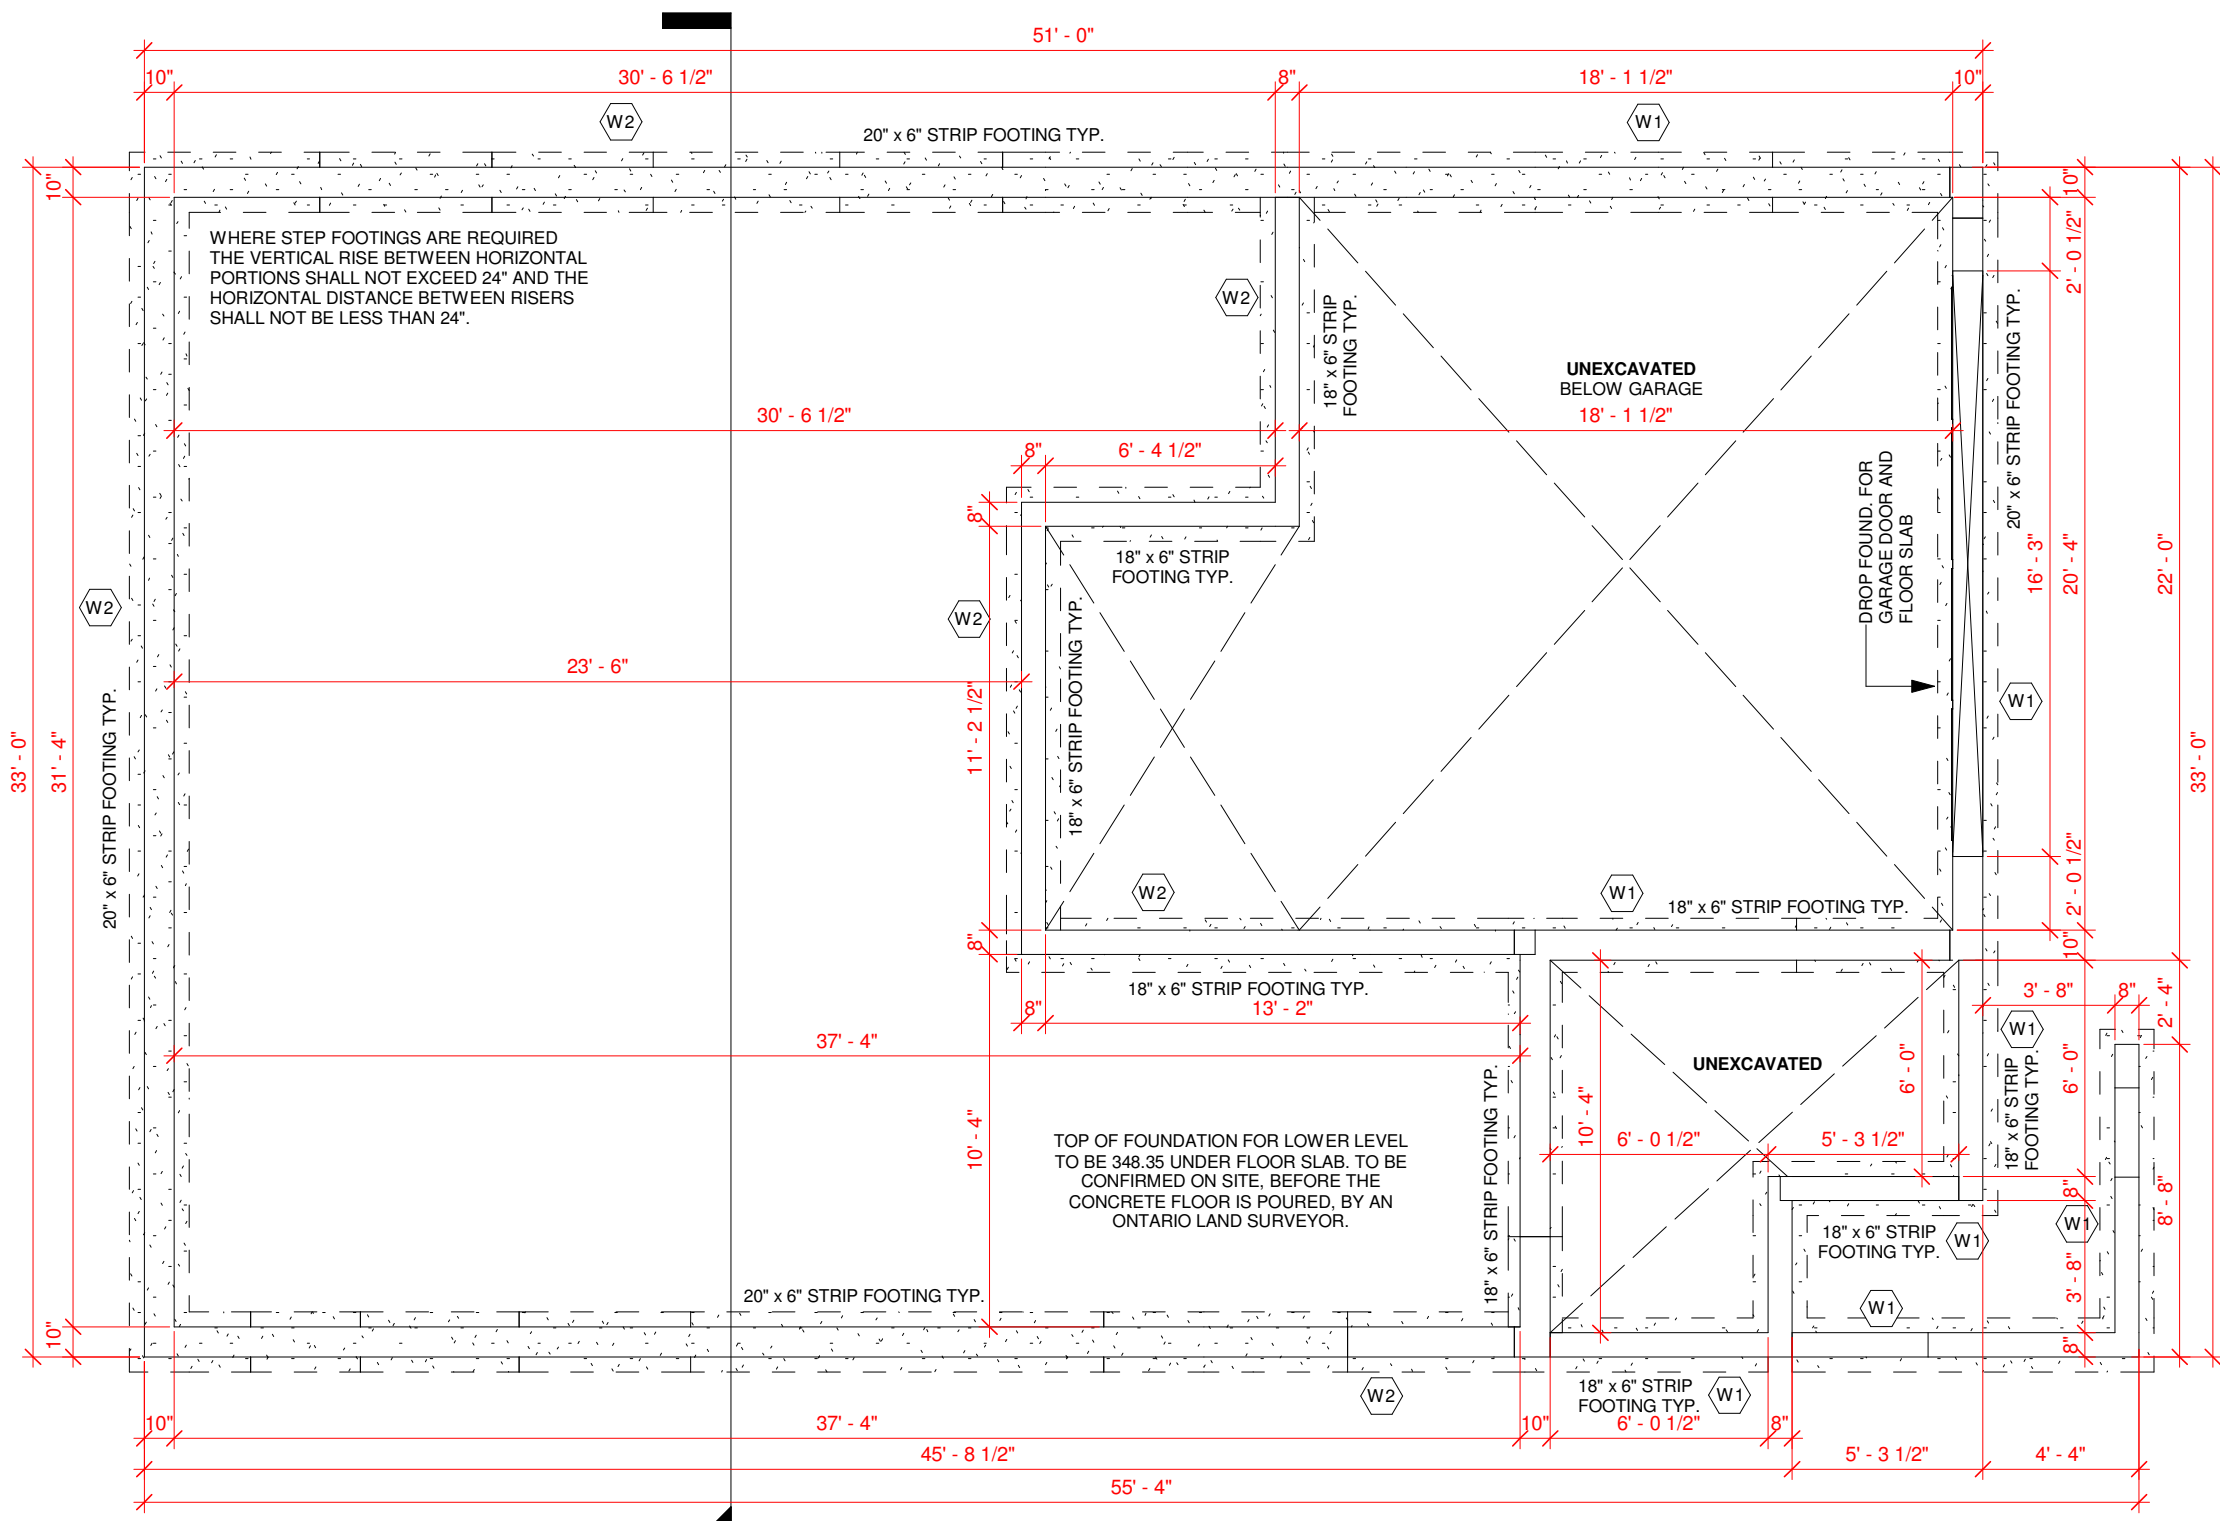 51' - 0"
10"
30' - 6 1/2"
8"
18' - 1 1/2"
10"
W2
20" x 6" STRIP FOOTING TYP.
W1
10"
10"
WHERE STEP FOOTINGS ARE REQUIRED
THE VERTICAL RISE BETWEEN HORIZONTAL
PORTIONS SHALL NOT EXCEED 24" AND THE
HORIZONTAL DISTANCE BETWEEN RISERS
SHALL NOT BE LESS THAN 24".
W2
18" x 6" STRIP
FOOTING TYP.
2' - 0 1/2"
20" x 6" STRIP FOOTING TYP.
UNEXCAVATED
BELOW GARAGE
30' - 6 1/2"
18' - 1 1/2"
8"
6' - 4 1/2"
8"
DROP FOUND. FOR
GARAGE DOOR AND
FLOOR SLAB
18" x 6" STRIP
FOOTING TYP.
16' - 3"
20' - 4"
22' - 0"
W2
W2
18" x 6" STRIP FOOTING TYP.
23' - 6"
11' - 2 1/2"
W1
20" x 6" STRIP FOOTING TYP.
33' - 0"
31' - 4"
33' - 0"
W2
W1
18" x 6" STRIP FOOTING TYP.
2' - 0 1/2"
8"
10"
18" x 6" STRIP FOOTING TYP.
8"
13' - 2"
3' - 8"
8"
2' - 4"
W1
37' - 4"
UNEXCAVATED
6' - 0"
18" x 6" STRIP
FOOTING TYP.
6' - 0"
10' - 4"
10' - 4"
6' - 0 1/2"
5' - 3 1/2"
TOP OF FOUNDATION FOR LOWER LEVEL
TO BE 348.35 UNDER FLOOR SLAB. TO BE
CONFIRMED ON SITE, BEFORE THE
CONCRETE FLOOR IS POURED, BY AN
ONTARIO LAND SURVEYOR.
18" x 6" STRIP FOOTING TYP.
8"
8' - 8"
W1
18" x 6" STRIP
FOOTING TYP.
W1
3' - 8"
20" x 6" STRIP FOOTING TYP.
W1
10"
8"
W2
18" x 6" STRIP
FOOTING TYP.
W1
10"
37' - 4"
10"
6' - 0 1/2"
8"
45' - 8 1/2"
5' - 3 1/2"
4' - 4"
55' - 4"